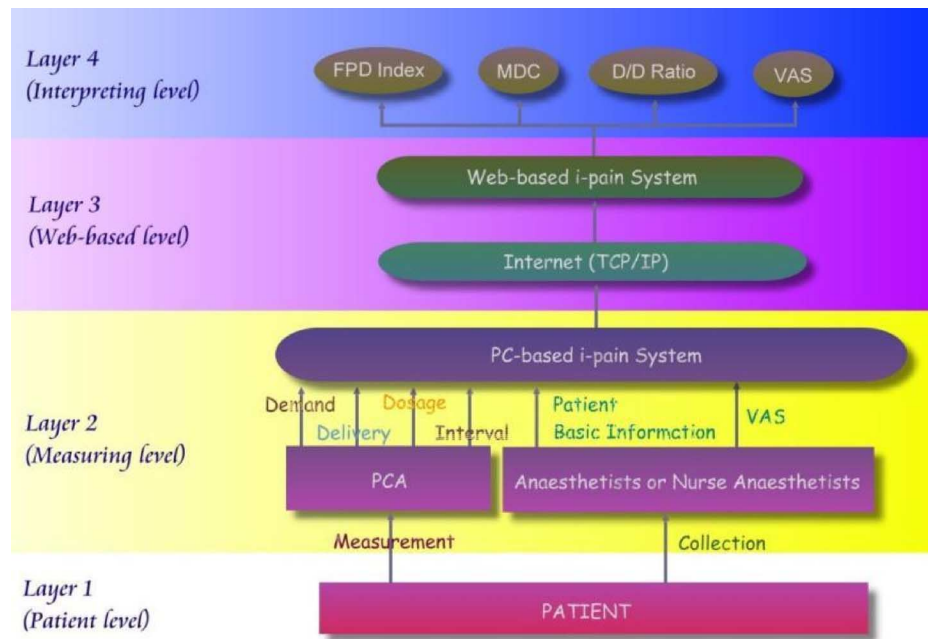 Layer 4
(Interpreting level)
FPD Index
MDC
D/D Ratio
VAS
Layer 3
(Web-based level)
Web-based i-pain System
Internet (TCP/IP)
Layer 2
(Measuring level)
PC-based i-pain System
Demand
Delivery
Dosage
Interval
Patient
Basic Information
VAS
PCA
Anaesthetists or Nurse Anaesthetists
Measurement
Collection
Layer 1
(Patient level)
PATIENT